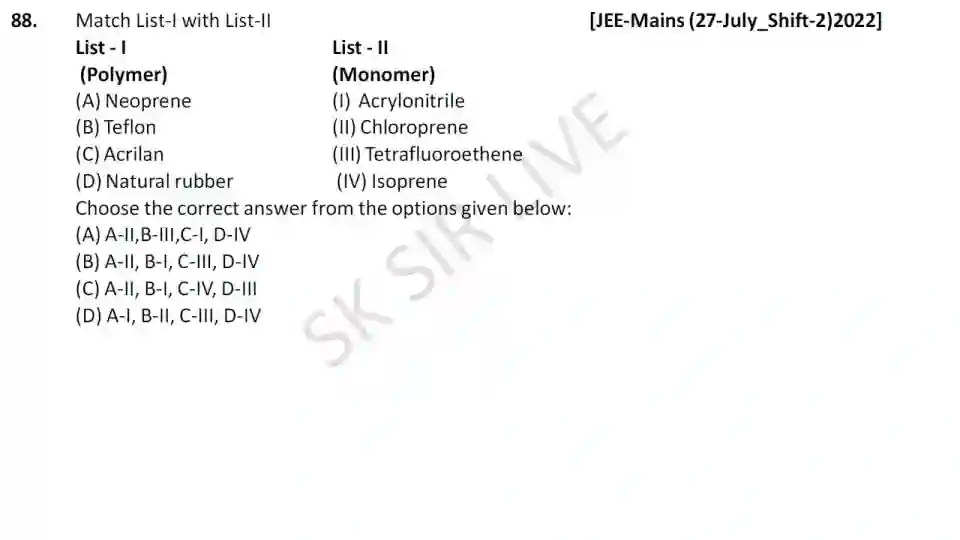 88. Match List-I with List-II [JEE-Mains (27-July_Shift-2)2022]
List - I List - II
(Polymer) (Monomer)
(A) Neoprene (I) Acrylonitrile
(B) Teflon (II) Chloroprene
(C) Acrilan (III) Tetrafluoroethene
(D) Natural rubber (IV) Isoprene
Choose the correct answer from the options given below:
(A) A-II,B-III,C-I, D-IV
(B) A-II, B-I, C-III, D-IV
(C) A-II, B-I, C-IV, D-III
(D) A-I, B-II, C-III, D-IV
SK SIR LIVE